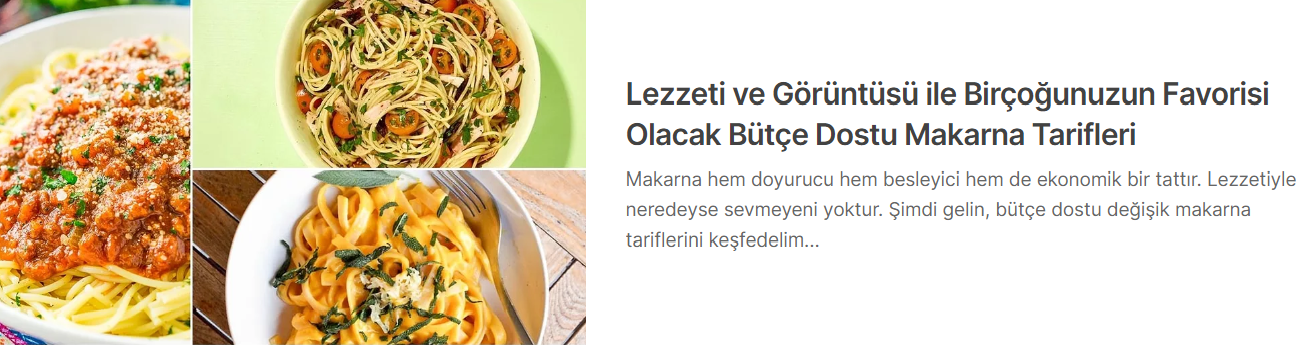 Lezzeti ve Görüntüsü ile Birçoğunuzun Favorisi
Olacak Bütçe Dostu Makarna Tarifleri
Makarna hem doyurucu hem besleyici hem de ekonomik bir tattır. Lezzetiyle
neredeyse sevmeyeni yoktur. Şimdi gelin, bütçe dostu değişik makarna
tariflerini keşfedelim...